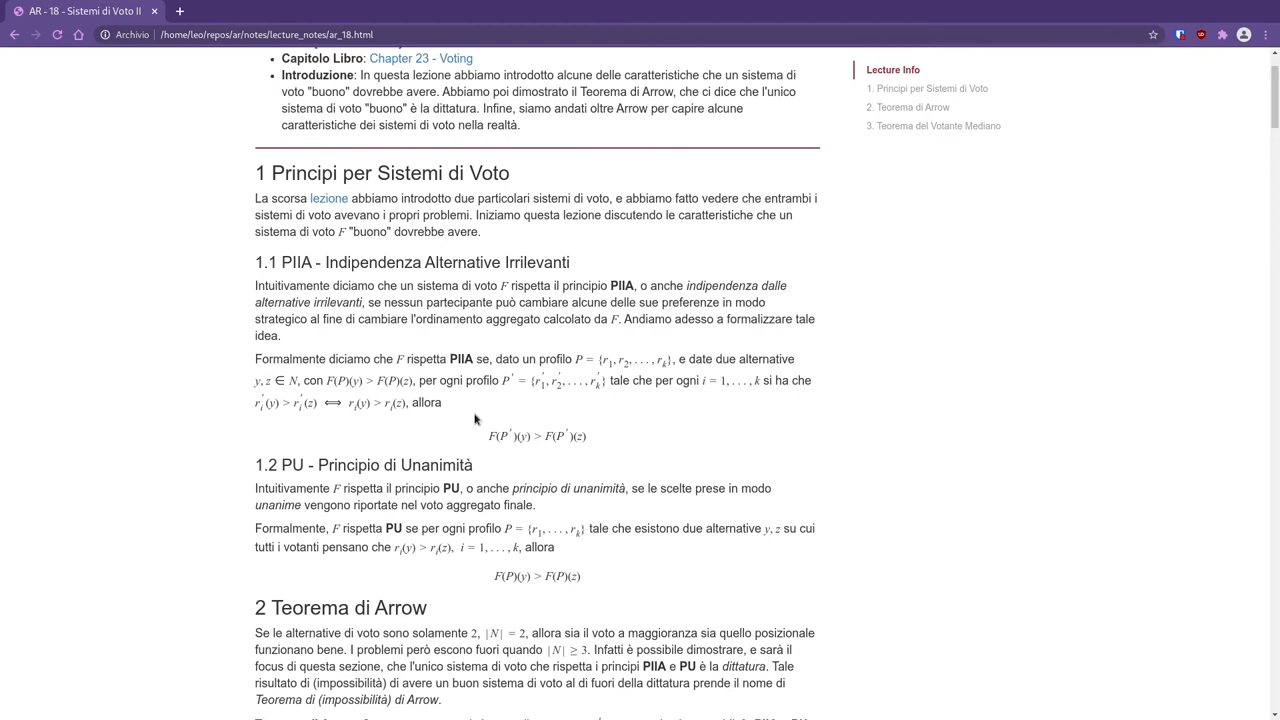 AR - 18 - Sistemi di Voto II
Archivio | /home/leo/repos/ar/notes/lecture_notes/ar_18.html
Capitolo Libro: Chapter 23 - Voting
Introduzione: In questa lezione abbiamo introdotto alcune delle caratteristiche che un sistema di
voto "buono" dovrebbe avere. Abbiamo poi dimostrato il Teorema di Arrow, che ci dice che l'unico
sistema di voto "buono" è la dittatura. Infine, siamo andati oltre Arrow per capire alcune
caratteristiche dei sistemi di voto nella realtà.
Lecture Info
1. Principi per Sistemi di Voto
2. Teorema di Arrow
3. Teorema del Votante Mediano
1 Principi per Sistemi di Voto
La scorsa lezione abbiamo introdotto due particolari sistemi di voto, e abbiamo fatto vedere che entrambi i
sistemi di voto avevano i propri problemi. Iniziamo questa lezione discutendo le caratteristiche che un
sistema di voto F "buono" dovrebbe avere.
1.1 PIIA - Indipendenza Alternative Irrilevanti
Intuitivamente diciamo che un sistema di voto F rispetta il principio PIIA, o anche indipendenza dalle
alternative irrilevanti, se nessun partecipante può cambiare alcune delle sue preferenze in modo
strategico al fine di cambiare l'ordinamento aggregato calcolato da F. Andiamo adesso a formalizzare tale
idea.
Formalmente diciamo che F rispetta PIIA se, dato un profilo P = {r₁, r₂, . . . , rₖ}, e date due alternative
y, z ∈ N, con F(P)(y) > F(P)(z), per ogni profilo P′ = {r₁′, r₂′, . . . , rₖ′} tale che per ogni i = 1, . . . , k si ha che
rᵢ′(y) > rᵢ′(z) ⟺ rᵢ(y) > rᵢ(z), allora
F(P′)(y) > F(P′)(z)
1.2 PU - Principio di Unanimità
Intuitivamente F rispetta il principio PU, o anche principio di unanimità, se le scelte prese in modo
unanime vengono riportate nel voto aggregato finale.
Formalmente, F rispetta PU se per ogni profilo P = {r₁, . . . , rₖ} tale che esistono due alternative y, z su cui
tutti i votanti pensano che rᵢ(y) > rᵢ(z), i = 1, . . . , k, allora
F(P)(y) > F(P)(z)
2 Teorema di Arrow
Se le alternative di voto sono solamente 2, |N| = 2, allora sia il voto a maggioranza sia quello posizionale
funzionano bene. I problemi però escono fuori quando |N| ≥ 3. Infatti è possibile dimostrare, e sarà il
focus di questa sezione, che l'unico sistema di voto che rispetta i principi PIIA e PU è la dittatura. Tale
risultato di (impossibilità) di avere un buon sistema di voto al di fuori della dittatura prende il nome di
Teorema di (impossibilità) di Arrow.